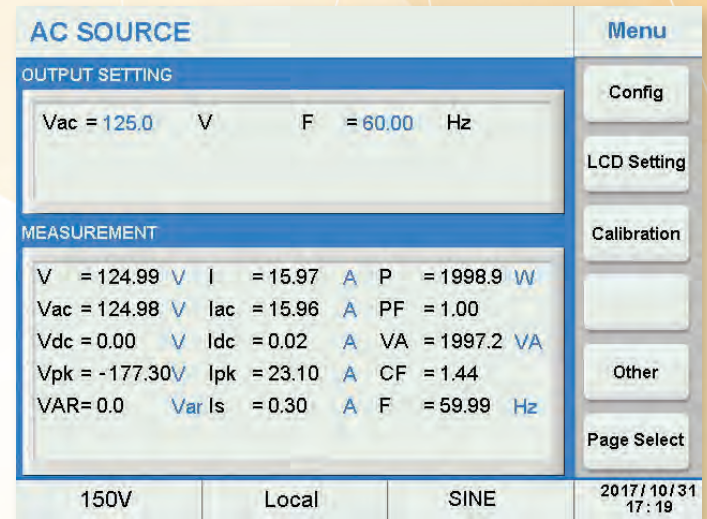 AC SOURCE
OUTPUT SETTING
Vac = 125.0 V F = 60.00 Hz
MEASUREMENT
V = 124.99 V I = 15.97 A P = 1998.9 W
Vac = 124.98 V Iac = 15.96 A PF = 1.00
Vdc = 0.00 V Idc = 0.02 A VA = 1997.2 VA
Vpk = -177.30V Ipk = 23.10 A CF = 1.44
VAR= 0.0 Var Is = 0.30 A F = 59.99 Hz
150V Local SINE
Menu
Config
LCD Setting
Calibration
Other
Page Select
2017/10/31
17:19